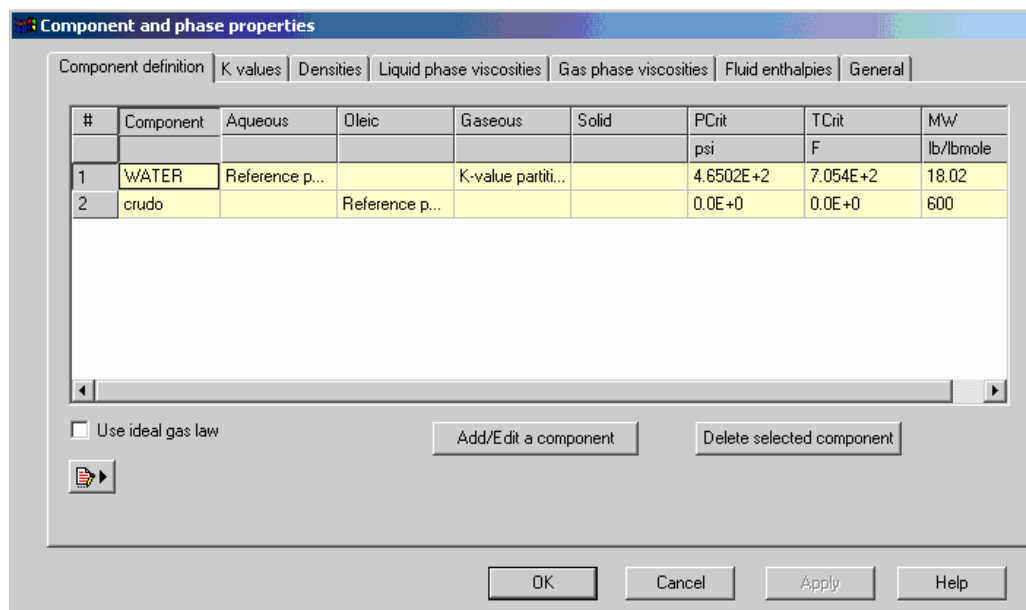 Component and phase properties
Component definition K values Densities Liquid phase viscosities Gas phase viscosities Fluid enthalpies General
# Component Aqueous Oleic Gaseous Solid PCrit TCrit MW
psi F lb/lbmole
1 WATER Reference p... K-value partiti... 4.6502E+2 7.054E+2 18.02
2 crudo Reference p... 0.0E+0 0.0E+0 600
Use ideal gas law Add/Edit a component Delete selected component
OK Cancel Apply Help